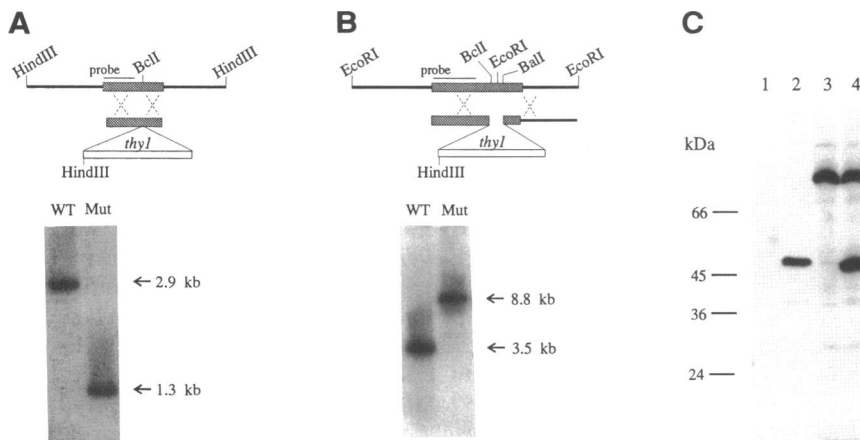 A
HindIII
probe
BclI
HindIII
thy1
HindIII
WT Mut
2.9 kb
1.3 kb
B
EcoRI
probe
BclI
EcoRI
BalI
EcoRI
thy1
HindIII
WT Mut
8.8 kb
3.5 kb
C
1 2 3 4
kDa
66
45
36
24